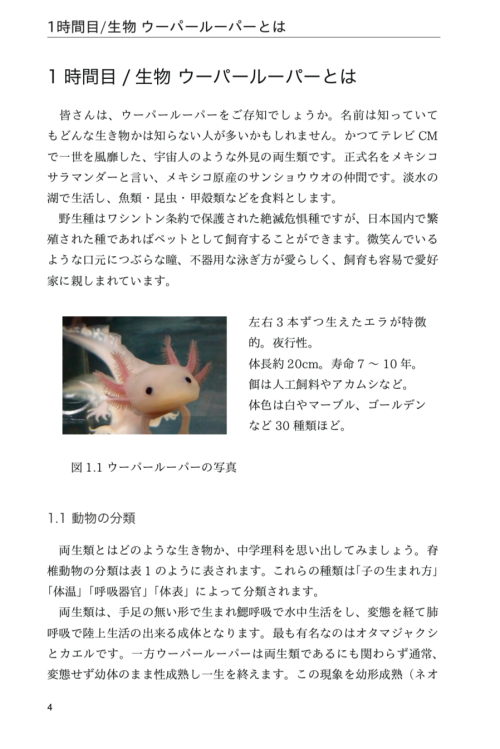 1時間目/生物 ウーパールーパーとは
1 時間目 / 生物 ウーパールーパーとは
皆さんは、ウーパールーパーをご存知でしょうか。名前は知っていて
もどんな生き物かは知らない人が多いかもしれません。かつてテレビ CM
で一世を風靡した、宇宙人のような外見の両生類です。正式名をメキシコ
サラマンダーと言い、メキシコ原産のサンショウウオの仲間です。淡水の
湖で生活し、魚類・昆虫・甲殻類などを食料とします。
野生種はワシントン条約で保護された絶滅危惧種ですが、日本国内で繁
殖された種であればペットとして飼育することができます。微笑んでいる
ような口元につぶらな瞳、不器用な泳ぎ方が愛らしく、飼育も容易で愛好
家に親しまれています。
左右 3 本ずつ生えたエラが特徴
的。夜行性。
体長約 20cm。寿命 7 〜 10 年。
餌は人工飼料やアカムシなど。
体色は白やマーブル、ゴールデン
など 30 種類ほど。
図 1.1 ウーパールーパーの写真
1.1 動物の分類
両生類とはどのような生き物か、中学理科を思い出してみましょう。脊
椎動物の分類は表 1 のように表されます。これらの種類は「子の生まれ方」
「体温」「呼吸器官」「体表」によって分類されます。
両生類は、手足の無い形で生まれ鰓呼吸で水中生活をし、変態を経て肺
呼吸で陸上生活の出来る成体となります。最も有名なのはオタマジャクシ
とカエルです。一方ウーパールーパーは両生類であるにも関わらず通常、
変態せず幼体のまま性成熟し一生を終えます。この現象を幼形成熟（ネオ
4